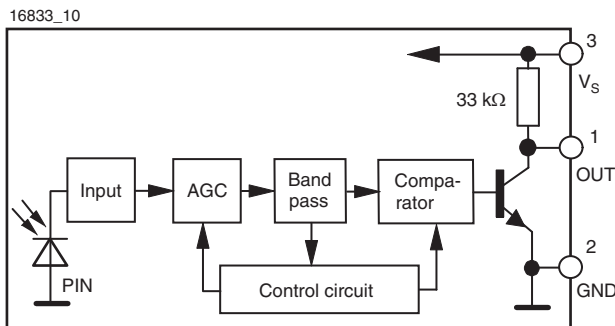 16833_10
3
V_S
33 kΩ
1
OUT
Input
AGC
Band
pass
Compa-
rator
2
GND
PIN
Control circuit